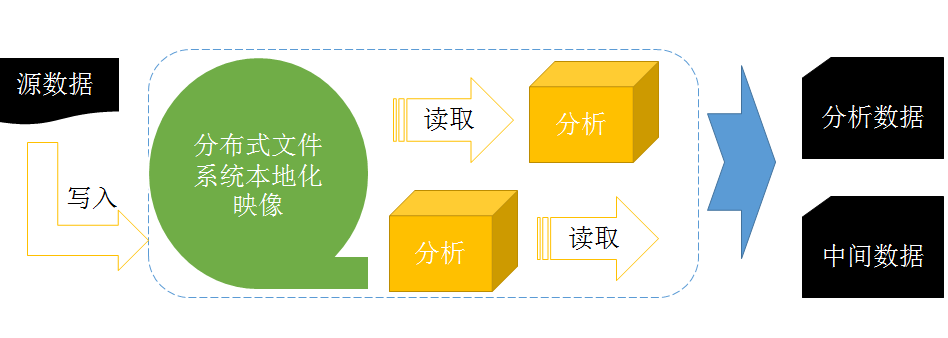 源数据
写入
分布式文件
系统本地化
映像
读取
分析
分析
读取
分析数据
中间数据